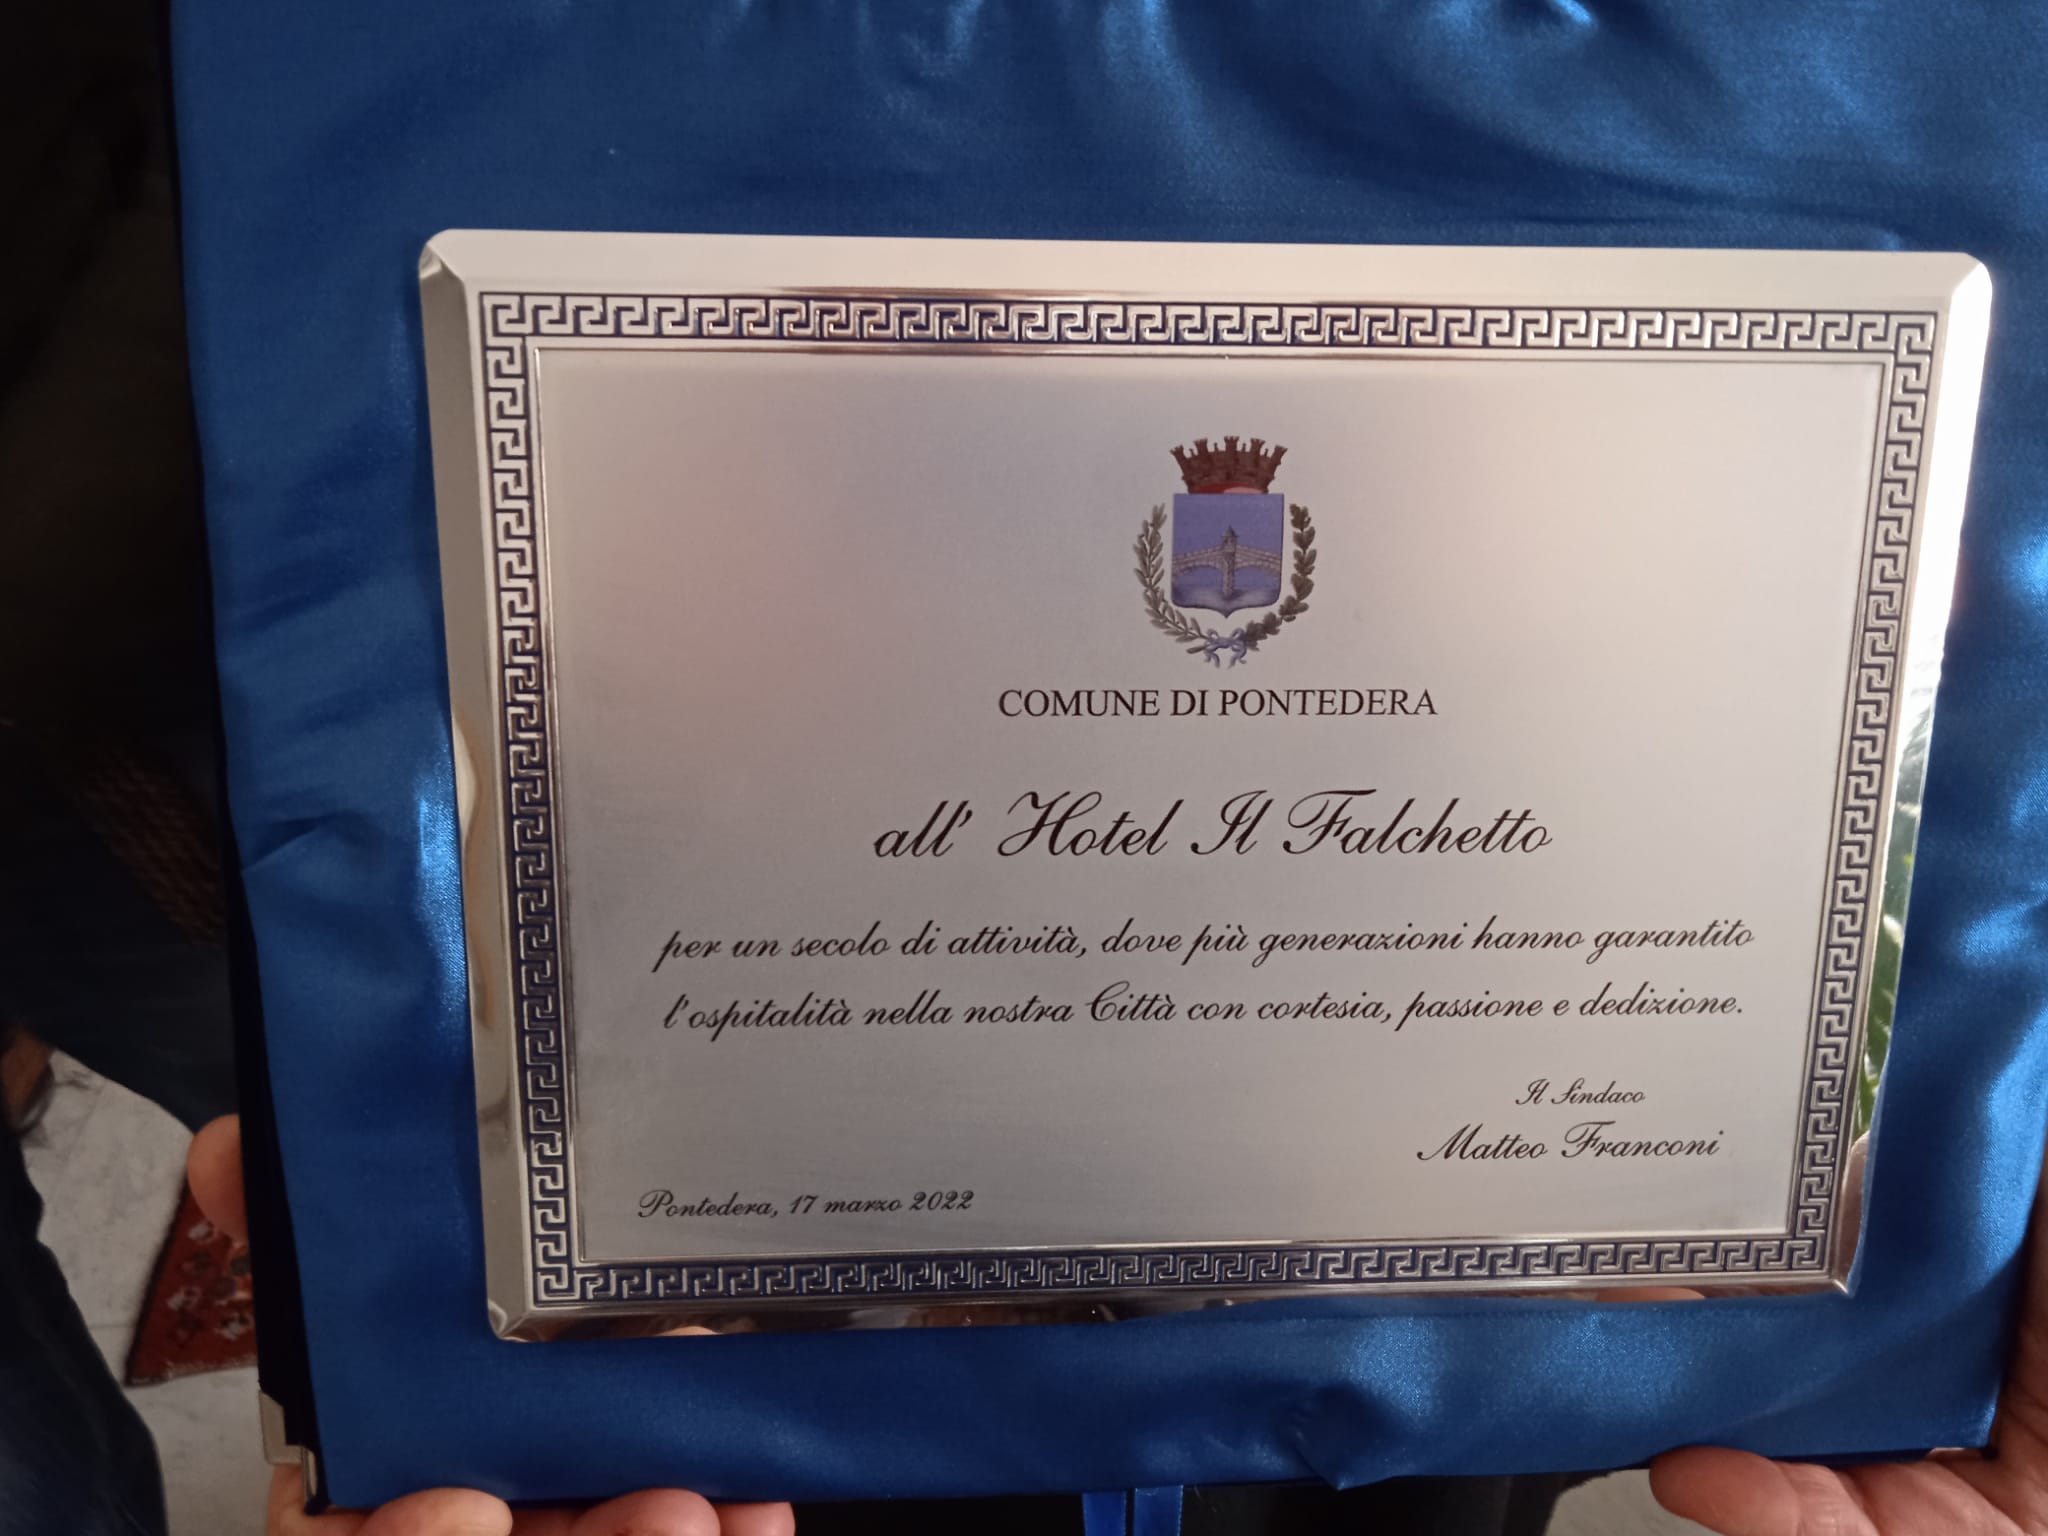 COMUNE DI PONTEDERA
all' Hotel Il Falchetto
per un secolo di attività, dove più generazioni hanno garantito
l'ospitalità nella nostra Città con cortesia, passione e dedizione.
Il Sindaco
Matteo Franconi
Pontedera, 17 marzo 2022